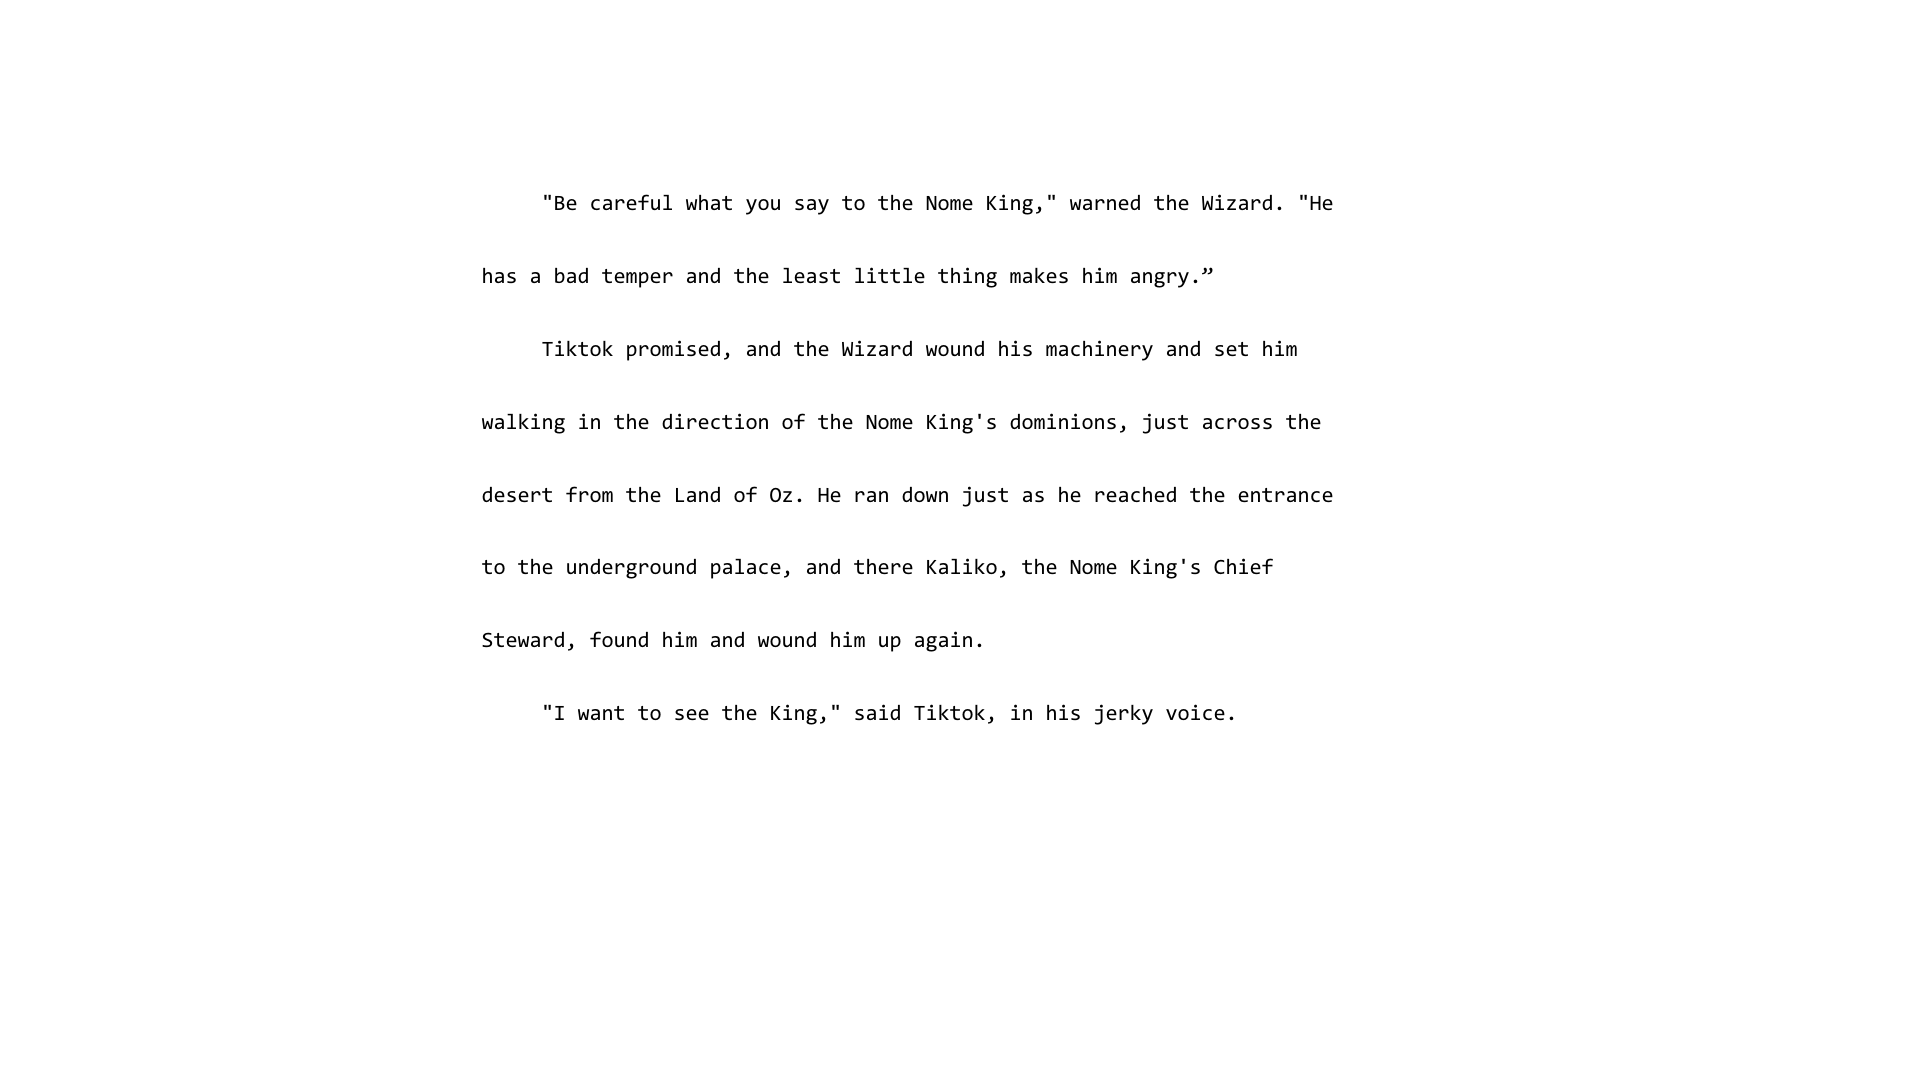 "Be careful what you say to the Nome King," warned the Wizard. "He
has a bad temper and the least little thing makes him angry.”
Tiktok promised, and the Wizard wound his machinery and set him
walking in the direction of the Nome King's dominions, just across the
desert from the Land of Oz. He ran down just as he reached the entrance
to the underground palace, and there Kaliko, the Nome King's Chief
Steward, found him and wound him up again.
"I want to see the King," said Tiktok, in his jerky voice.